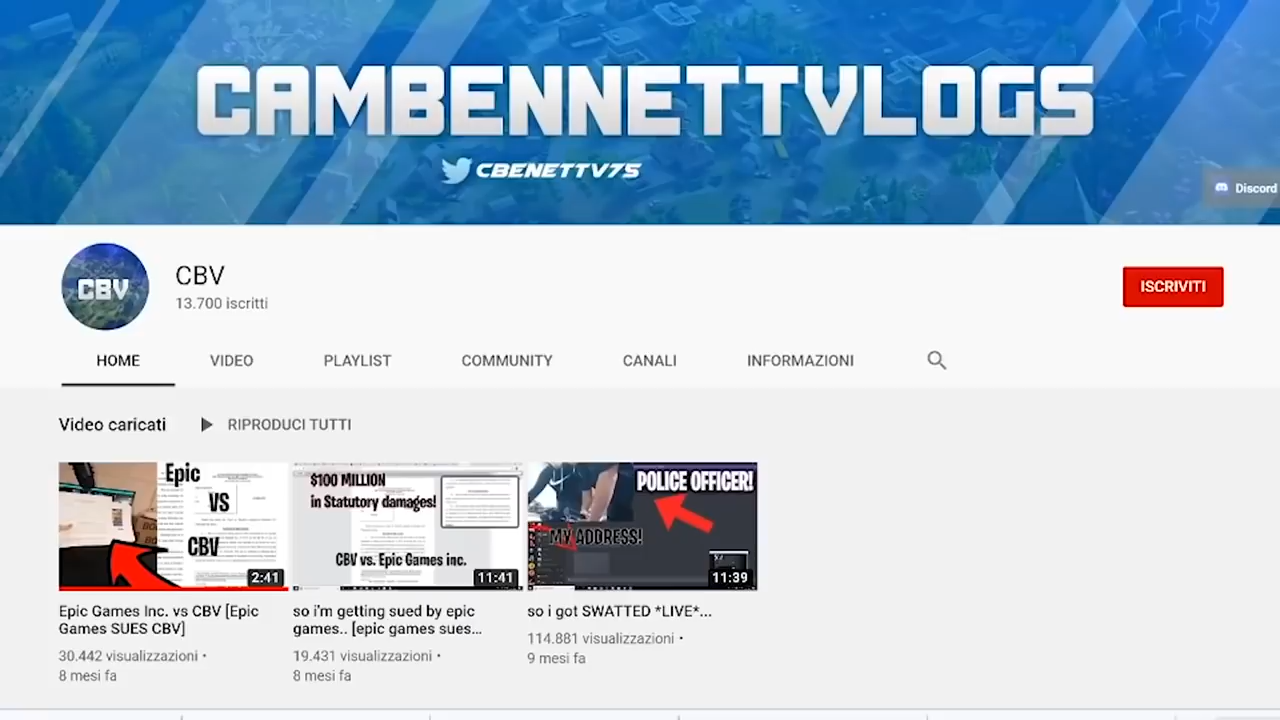 CAMBENNETTVLOGS
CBENETTV75
Discord
CBV
CBV
13.700 iscritti
ISCRIVITI
HOME
VIDEO
PLAYLIST
COMMUNITY
CANALI
INFORMAZIONI
Video caricati
RIPRODUCI TUTTI
Epic
VS
CBV
2:41
$100 MILLION
in Statutory damages!
CBV vs. Epic Games inc.
11:41
POLICE OFFICER!
MY ADDRESS!
11:39
Epic Games Inc. vs CBV [Epic
Games SUES CBV]
30.442 visualizzazioni •
8 mesi fa
so i'm getting sued by epic
games.. [epic games sues...
19.431 visualizzazioni •
8 mesi fa
so i got SWATTED *LIVE*...
114.881 visualizzazioni •
9 mesi fa